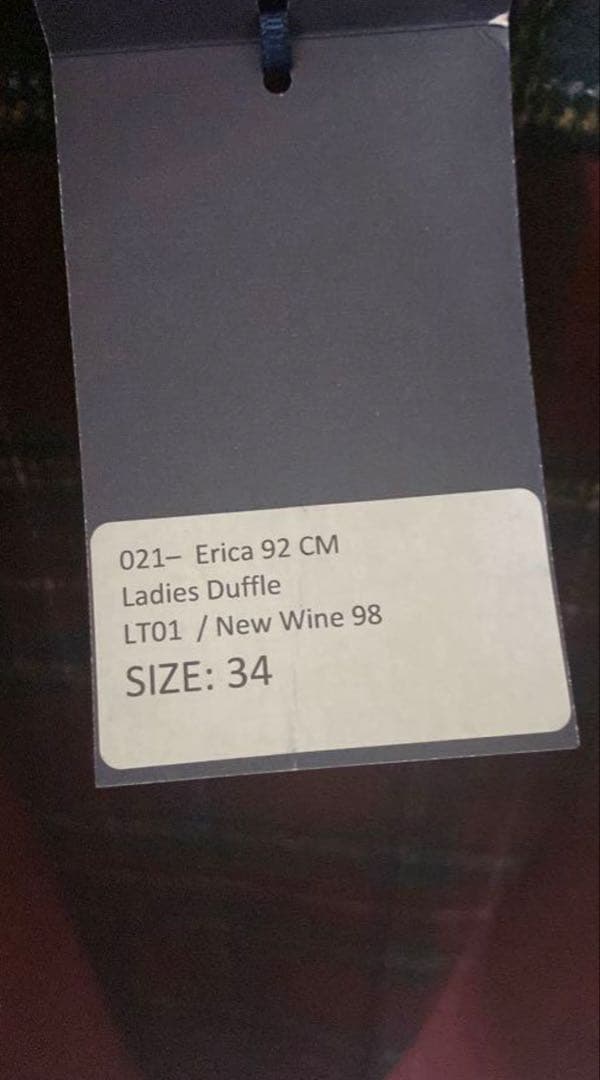 021– Erica 92 CM
Ladies Duffle
LT01 / New Wine 98
SIZE: 34